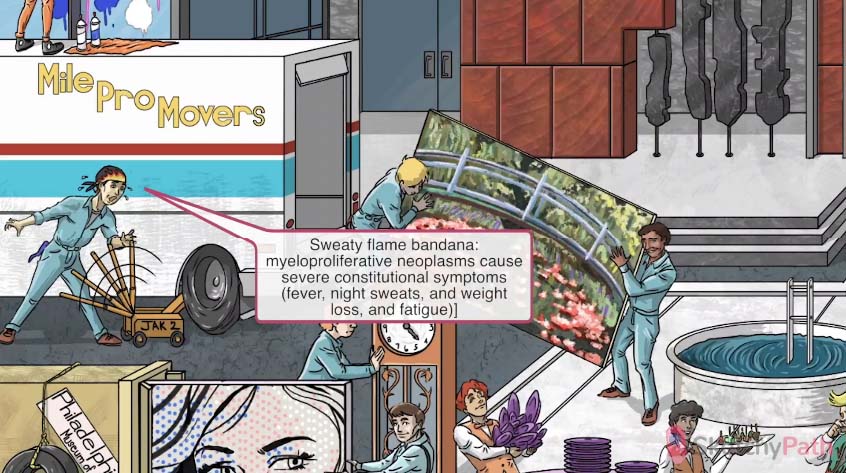 Mile Pro Movers
Sweaty flame bandana:
myeloproliferative neoplasms cause
severe constitutional symptoms
(fever, night sweats, and weight
loss, and fatigue)]
JAK 2
Philadelphi
Museum of
SketchyPath